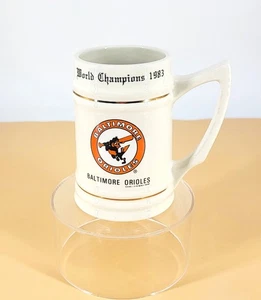 World Champions 1983
BALTIMORE
ORIOLES
®
BALTIMORE ORIOLES